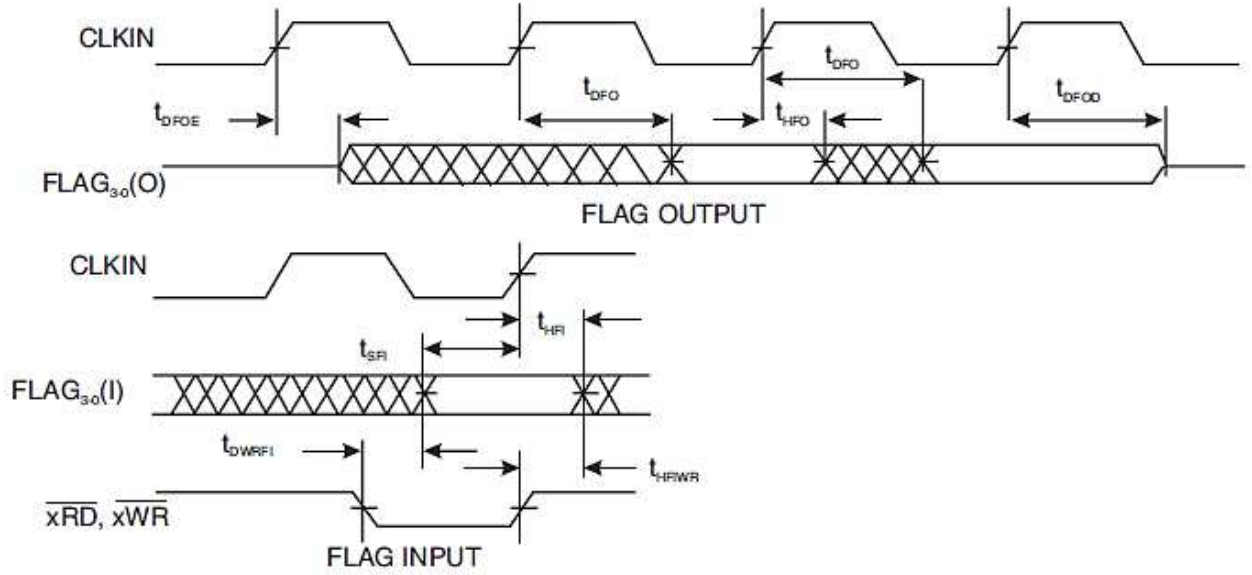 CLKIN
tDFO
tDFO
tDFOD
tDFOE
tHFO
FLAG3-0(O)
FLAG OUTPUT
CLKIN
tHFI
tSFI
FLAG3-0(I)
tDWRFI
tHFIWR
xRD, xWR
FLAG INPUT